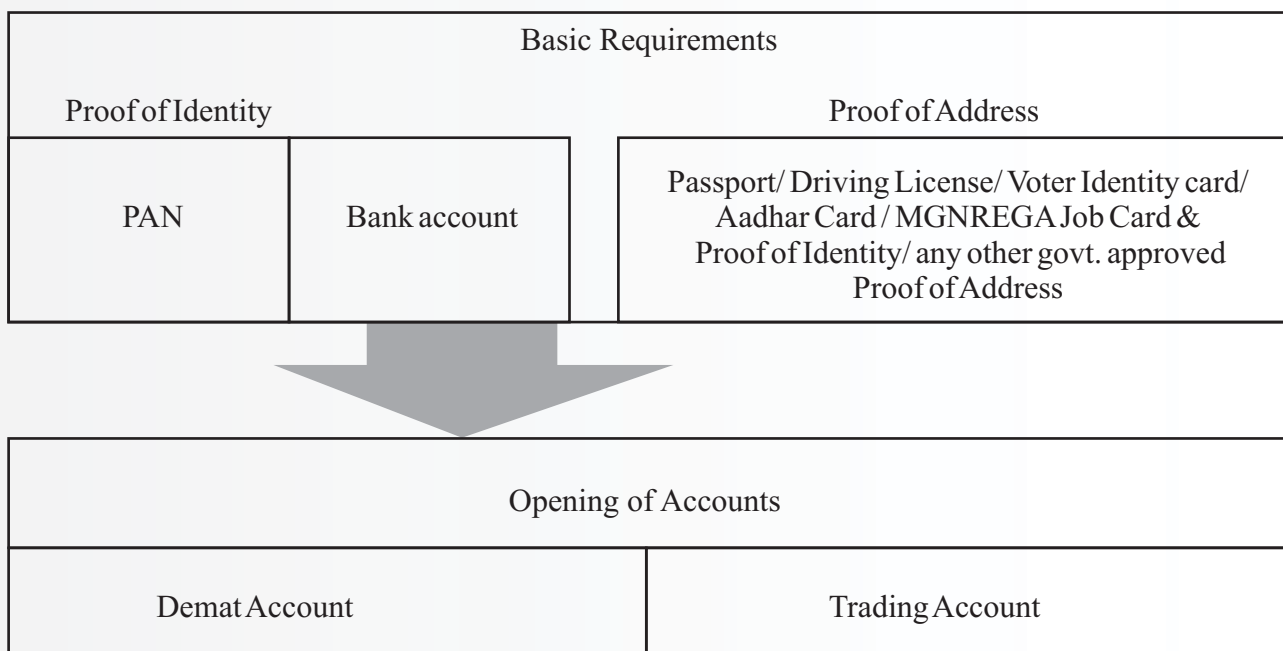 Basic Requirements
Proof of Identity
Proof of Address
PAN
Bank account
Passport/ Driving License/ Voter Identity card/
Aadhar Card / MGNREGA Job Card &
Proof of Identity/ any other govt. approved
Proof of Address
Opening of Accounts
Demat Account
Trading Account